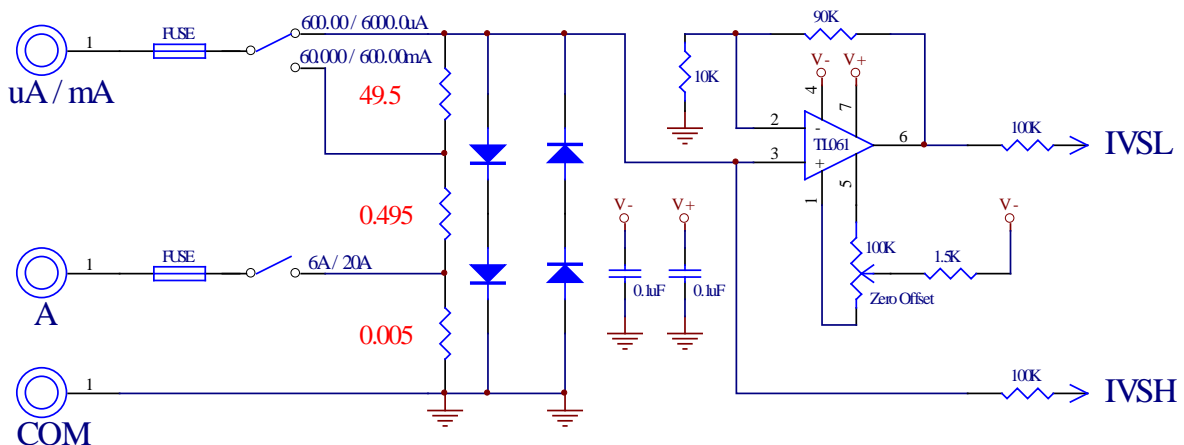 1
FUSE
600.00 / 6000.0uA
60.000 / 600.00mA
uA / mA
49.5
0.495
1
FUSE
6A / 20A
A
0.005
1
COM
90K
10K
V-
V+
4
7
2
-
TL061
6
3
+
5
1
100K
IVSL
V-
V+
0.1uF
0.1uF
V-
100K
1.5K
Zero Offset
100K
IVSH